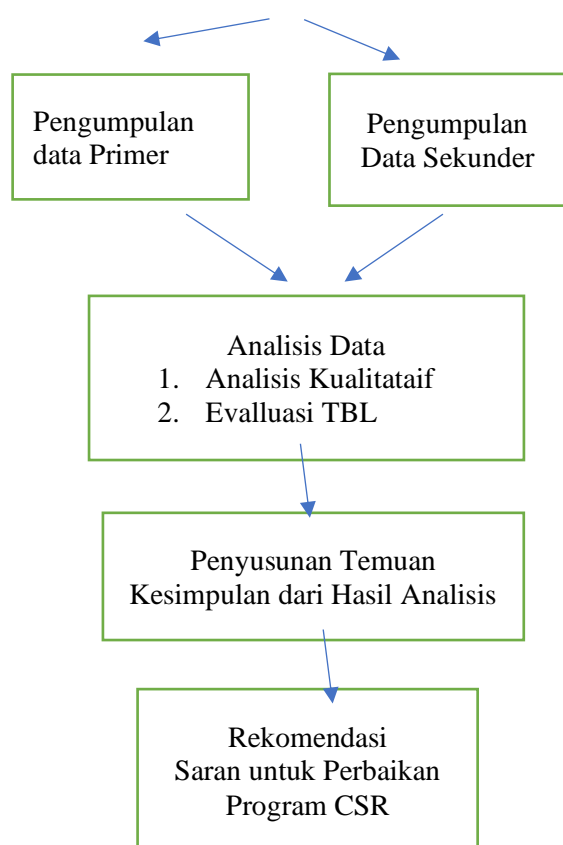 Pengumpulan
data Primer
Pengumpulan
Data Sekunder
Analisis Data
1. Analisis Kualitataif
2. Evalluasi TBL
Penyusunan Temuan
Kesimpulan dari Hasil Analisis
Rekomendasi
Saran untuk Perbaikan
Program CSR